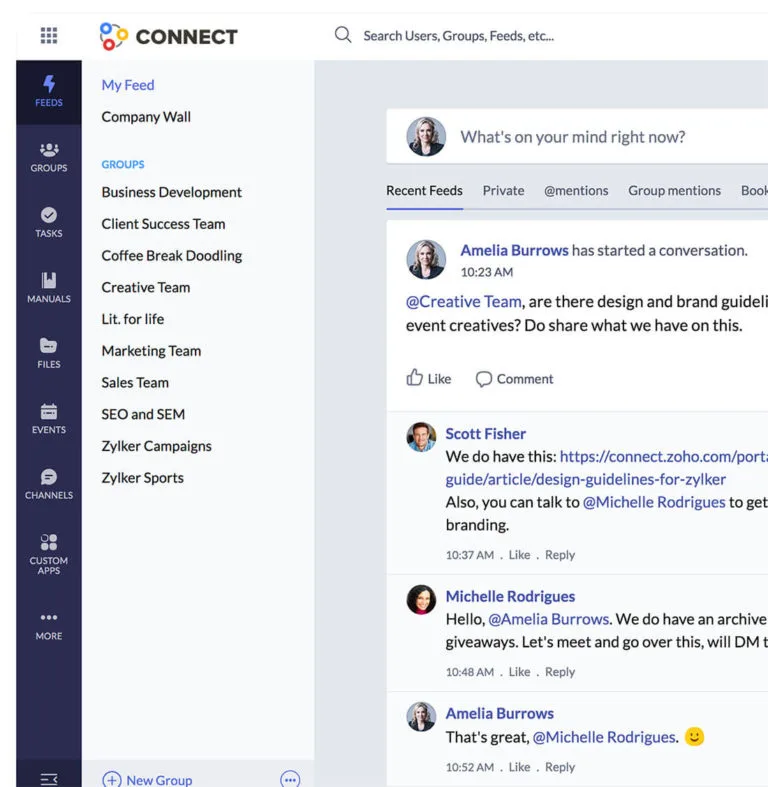 CONNECT
Search Users, Groups, Feeds, etc...
FEEDS
GROUPS
TASKS
MANUALS
FILES
EVENTS
CHANNELS
CUSTOM
APPS
MORE
My Feed
Company Wall
GROUPS
Business Development
Client Success Team
Coffee Break Doodling
Creative Team
Lit. for life
Marketing Team
Sales Team
SEO and SEM
Zylker Campaigns
Zylker Sports
New Group
What's on your mind right now?
Recent Feeds Private @mentions Group mentions Book
Amelia Burrows has started a conversation.
10:23 AM
@Creative Team, are there design and brand guideli
event creatives? Do share what we have on this.
Like Comment
Scott Fisher
We do have this: https://connect.zoho.com/porta
guide/article/design-guidelines-for-zylker
Also, you can talk to @Michelle Rodrigues to get
branding.
10:37 AM . Like . Reply
Michelle Rodrigues
Hello, @Amelia Burrows. We do have an archive
giveaways. Let's meet and go over this, will DM t
10:48 AM . Like . Reply
Amelia Burrows
That's great, @Michelle Rodrigues. 🙂
10:52 AM . Like . Reply